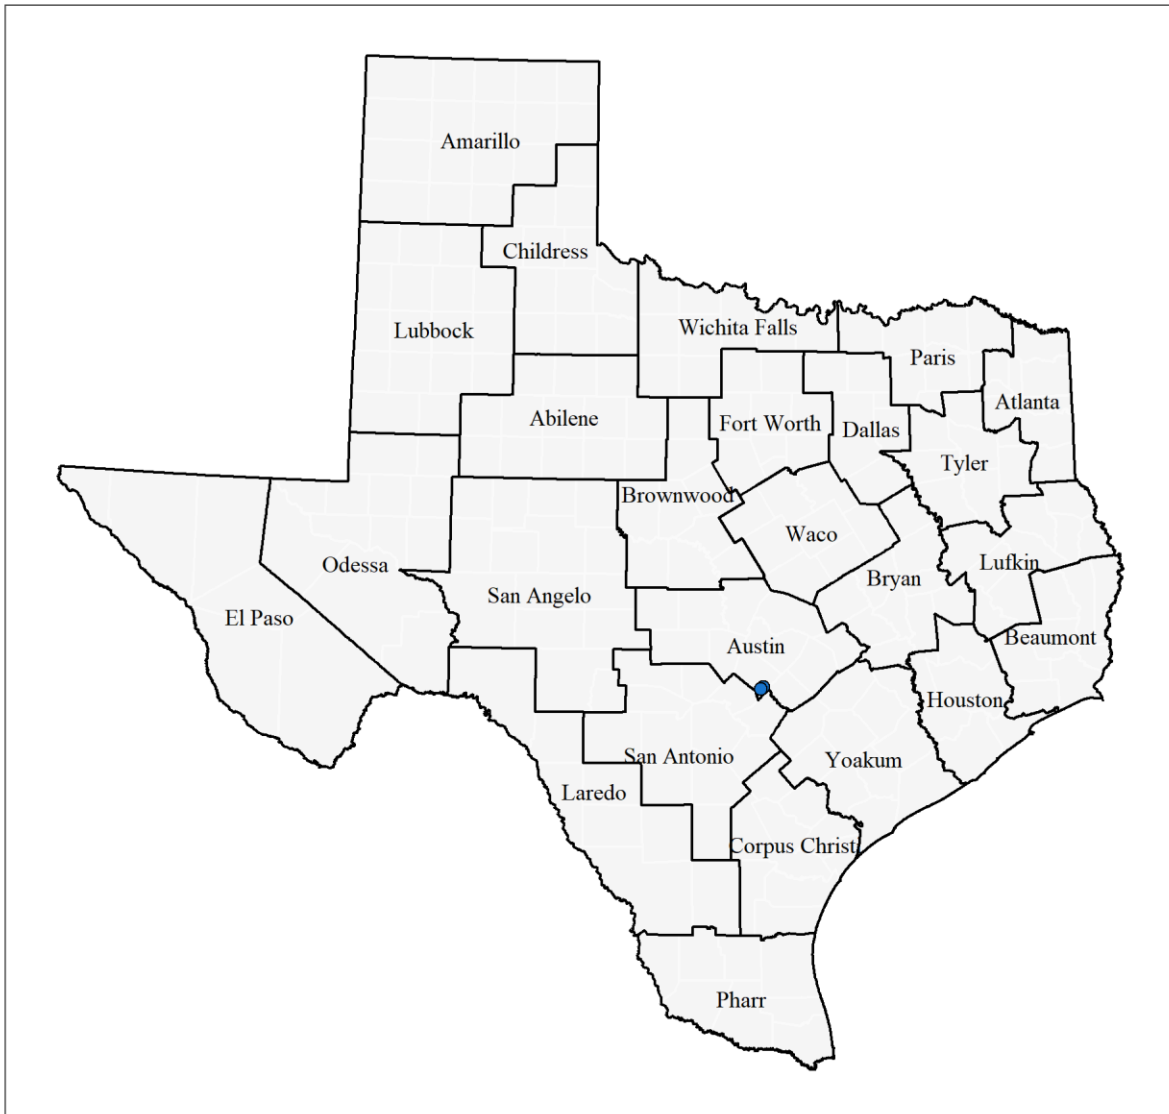 Amarillo
Childress
Lubbock
Wichita Falls
Paris
Atlanta
Abilene
Fort Worth
Dallas
Tyler
Brownwood
Waco
Odessa
Lufkin
Bryan
San Angelo
El Paso
Beaumont
Austin
Houston
San Antonio
Yoakum
Laredo
Corpus Christ
Pharr